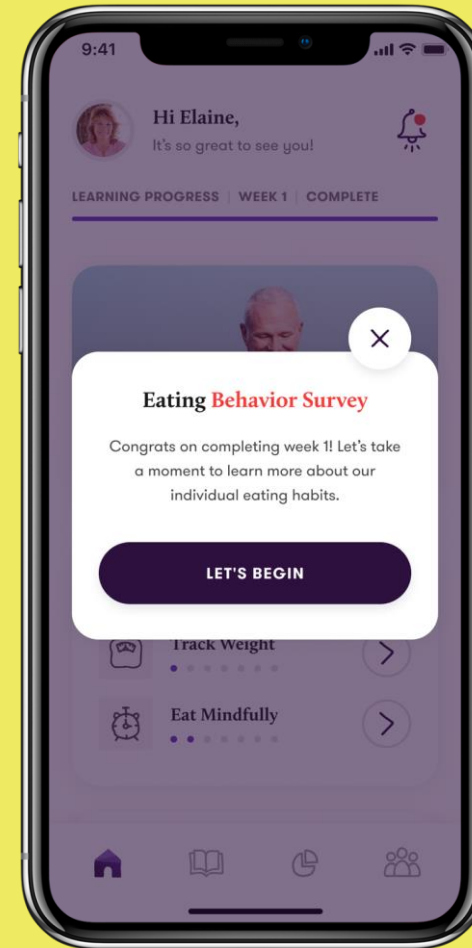 9:41
Hi Elaine,
It's so great to see you!
LEARNING PROGRESS | WEEK 1 | COMPLETE
Eating Behavior Survey
Congrats on completing week 1! Let's take
a moment to learn more about our
individual eating habits.
LET'S BEGIN
Track Weight
Eat Mindfully